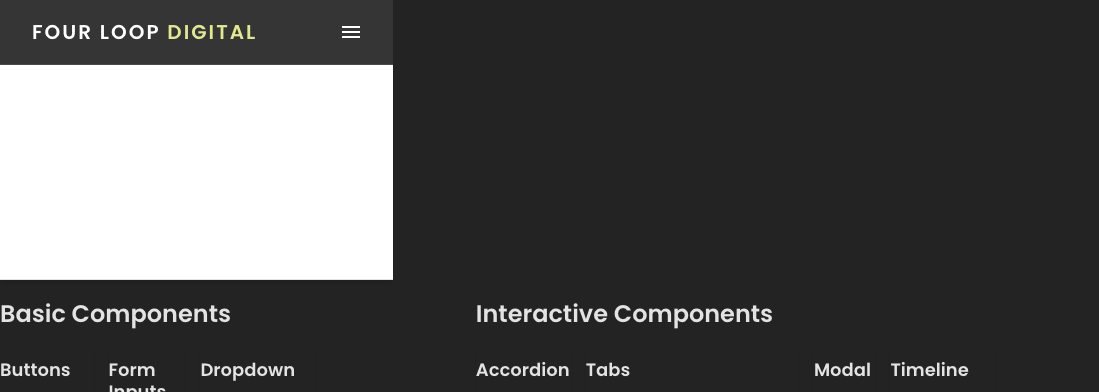 FOUR LOOP DIGITAL
Basic Components
Interactive Components
Buttons
Form
Inputs
Dropdown
Accordion
Tabs
Modal
Timeline